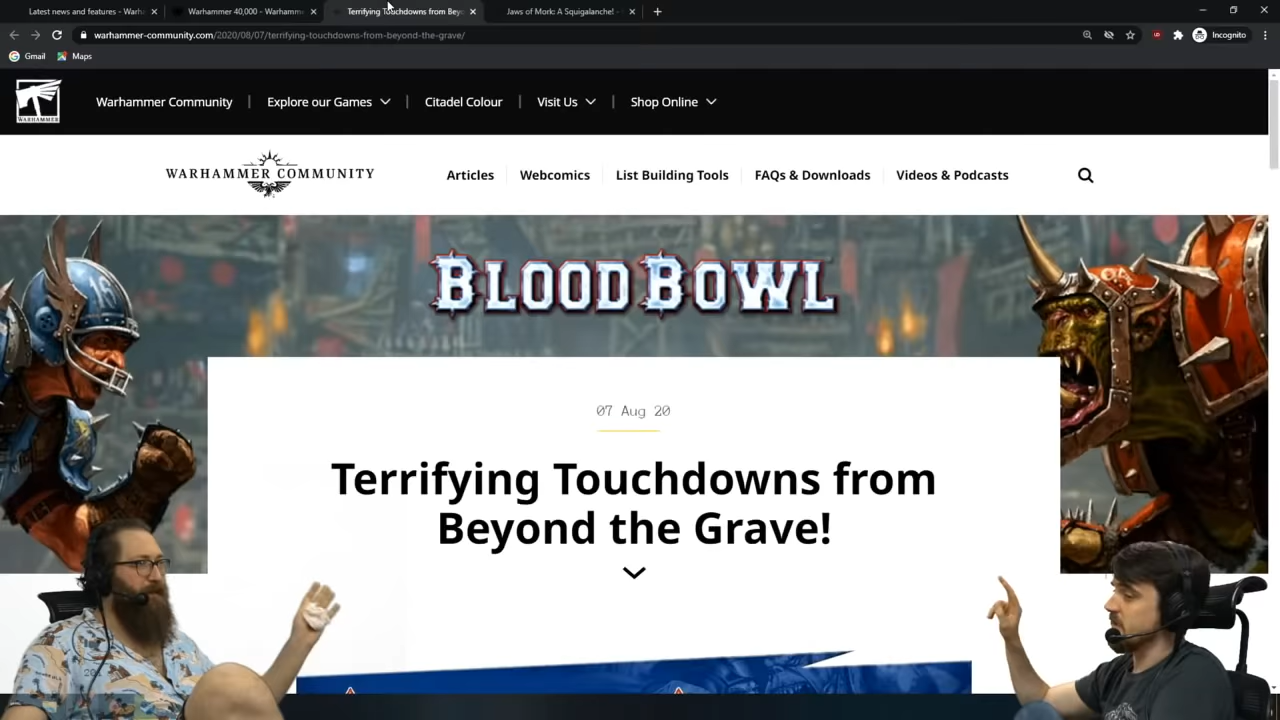 Latest news and features - Warh
Warhammer 40,000 - Warhamm
Terrifying Touchdowns from Bey
Jaws of Mork: A Squigalanche! -
warhammer-community.com/2020/08/07/terrifying-touchdowns-from-beyond-the-grave/
Incognito
Gmail
Maps
WARHAMMER
Warhammer Community
Explore our Games
Citadel Colour
Visit Us
Shop Online
WARHAMMER COMMUNITY
Articles
Webcomics
List Building Tools
FAQs & Downloads
Videos & Podcasts
BLOOD BOWL
16
07 Aug 20
Terrifying Touchdowns from
Beyond the Grave!